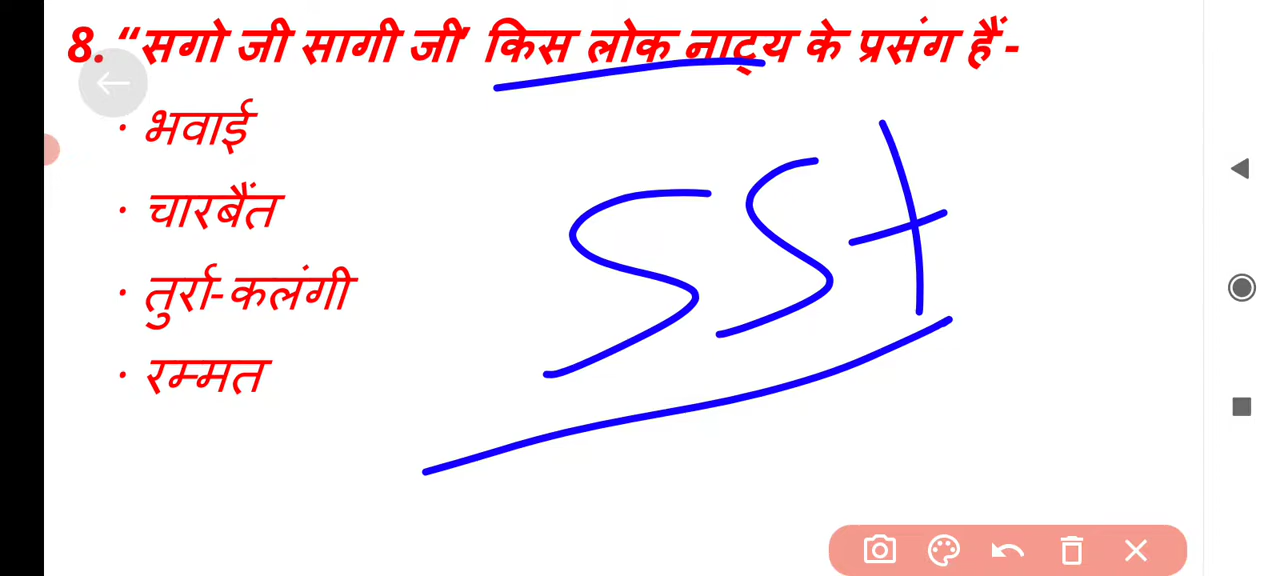 8. “सगो जी सागी जी’ किस लोक नाट्य के प्रसंग हैं -
· भवाई
· चारबैंत
· तुर्रा-कलंगी
· रम्मत
SSt